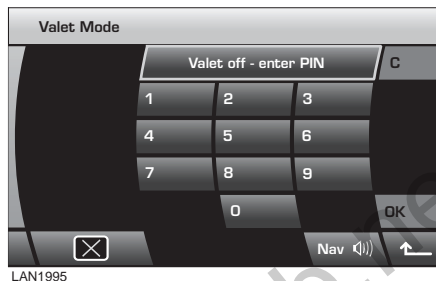 Valet Mode
Valet off - enter PIN C
1 2 3
4 5 6
7 8 9
0 OK
Nav
LAN1995